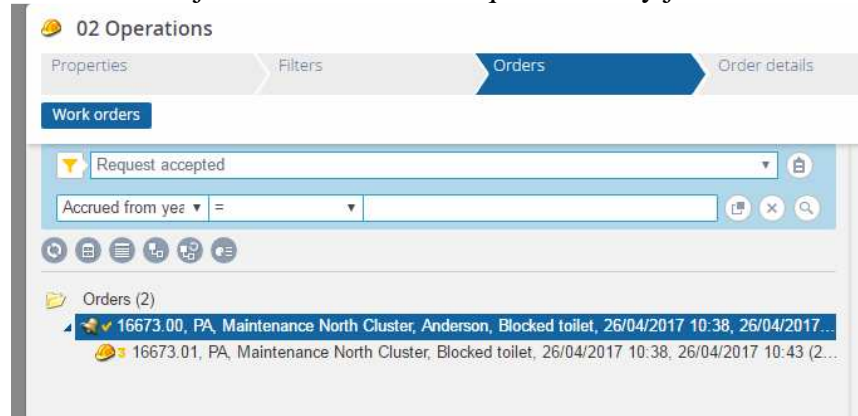 02 Operations
Properties Filters Orders Order details
Work orders
Request accepted
Accrued from yea =
Orders (2)
16673.00, PA, Maintenance North Cluster, Anderson, Blocked toilet, 26/04/2017 10:38, 26/04/2017...
3 16673.01, PA, Maintenance North Cluster, Blocked toilet, 26/04/2017 10:38, 26/04/2017 10:43 (2...